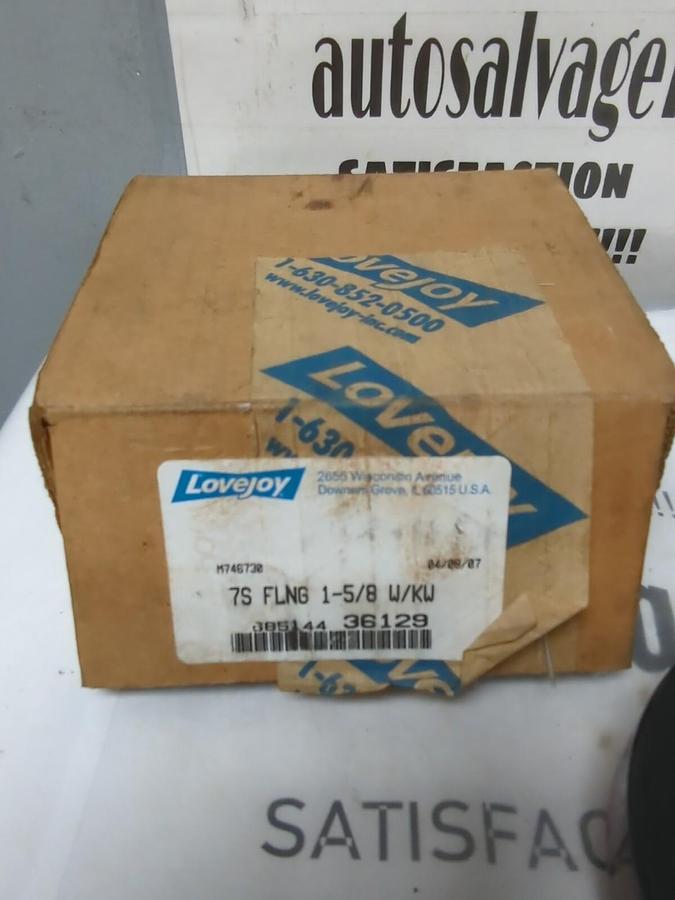 autosalvage
SATISFACTION
!!!
Lovejoy
1-630-852-0500
www.lovejoy-inc.com
Lovejoy
1-630
Lovejoy
2655 Wisconsin Avenue
Downers Grove, IL 60515 U.S.A.
M746730 04/09/07
7S FLNG 1-5/8 W/KW
685144 36129
!!
SATISFAC